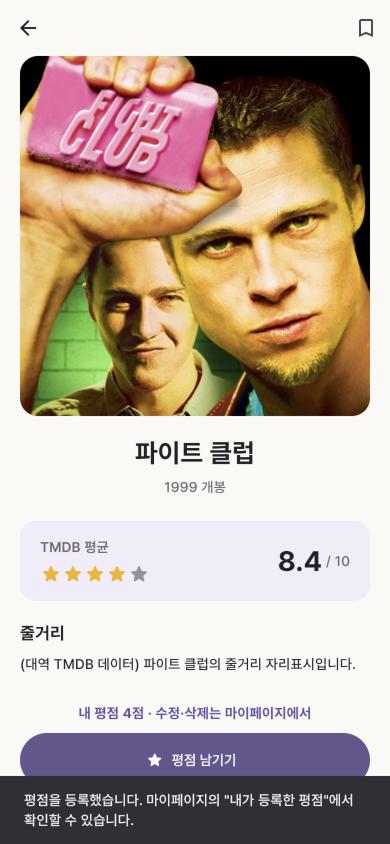 FIGHT
CLUB
파이트 클럽
1999 개봉
TMDB 평균
8.4 / 10
줄거리
(대역 TMDB 데이터) 파이트 클럽의 줄거리 자리표시입니다.
내 평점 4점 · 수정·삭제는 마이페이지에서
평점 남기기
평점을 등록했습니다. 마이페이지의 "내가 등록한 평점"에서
확인할 수 있습니다.